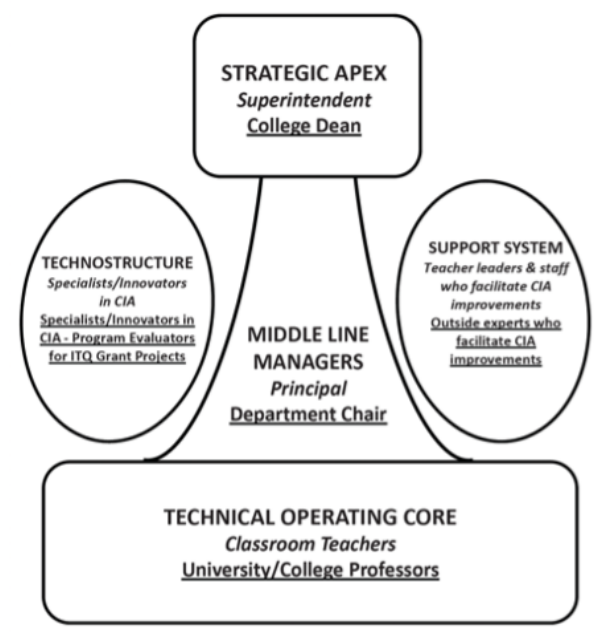 STRATEGIC APEX
Superintendent
College Dean
TECHNOSTRUCTURE
Specialists/Innovators
in CIA
Specialists/Innovators in
CIA - Program Evaluators
for ITQ Grant Projects
SUPPORT SYSTEM
Teacher leaders & staff
who facilitate CIA
improvements
Outside experts who
facilitate CIA
improvements
MIDDLE LINE
MANAGERS
Principal
Department Chair
TECHNICAL OPERATING CORE
Classroom Teachers
University/College Professors